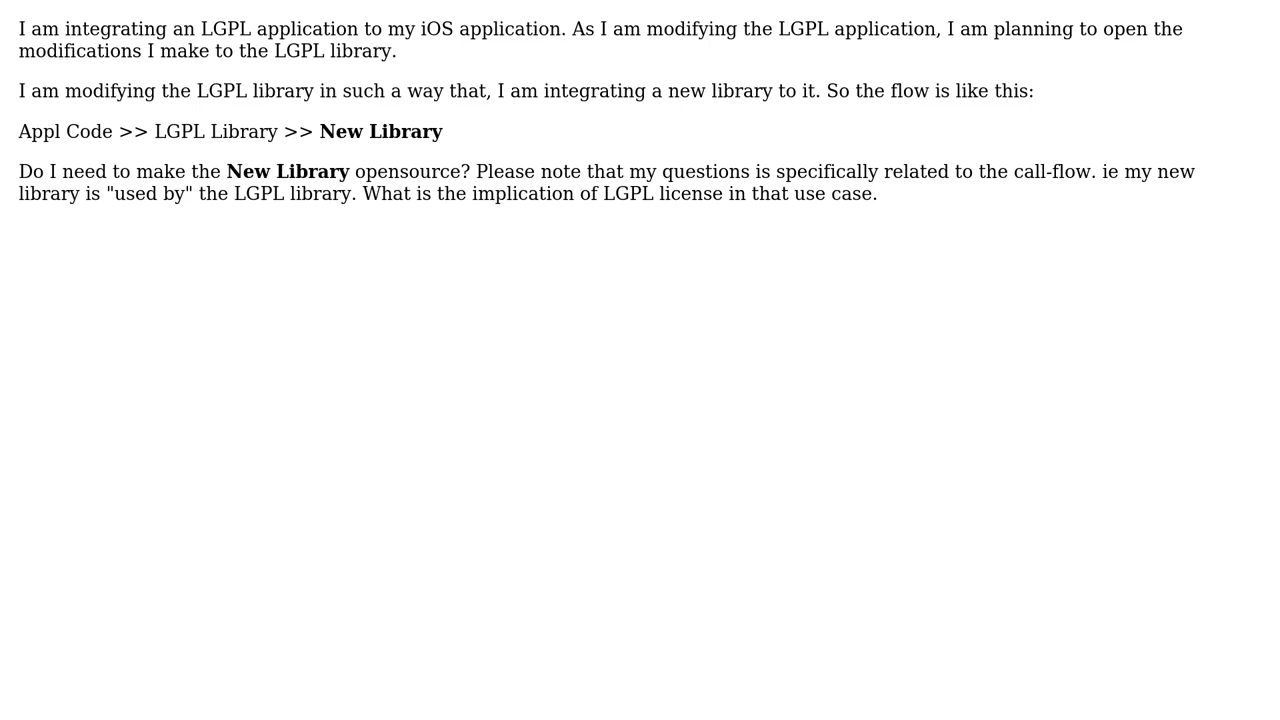 I am integrating an LGPL application to my iOS application. As I am modifying the LGPL application, I am planning to open the
modifications I make to the LGPL library.
I am modifying the LGPL library in such a way that, I am integrating a new library to it. So the flow is like this:
Appl Code >> LGPL Library >> New Library
Do I need to make the New Library opensource? Please note that my questions is specifically related to the call-flow. ie my new
library is "used by" the LGPL library. What is the implication of LGPL license in that use case.